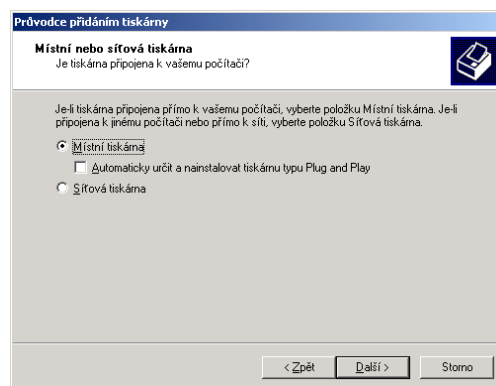 Průvodce přidáním tiskárny
Místní nebo síťová tiskárna
Je tiskárna připojena k vašemu počítači?
Je-li tiskárna připojena přímo k vašemu počítači, vyberte položku Místní tiskárna. Je-li
připojena k jinému počítači nebo přímo k síti, vyberte položku Síťová tiskárna.
Místní tiskárna
Automaticky určit a nainstalovat tiskárnu typu Plug and Play
Síťová tiskárna
< Zpět Další > Storno